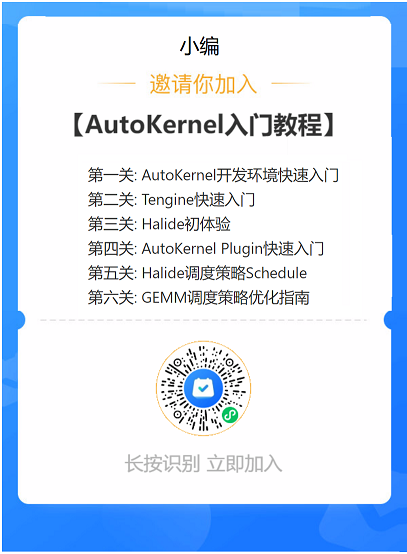 小编
邀请你加入
【AutoKernel入门教程】
第一关: AutoKernel开发环境快速入门
第二关: Tengine快速入门
第三关: Halide初体验
第四关: AutoKernel Plugin快速入门
第五关: Halide调度策略Schedule
第六关: GEMM调度策略优化指南
长按识别 立即加入